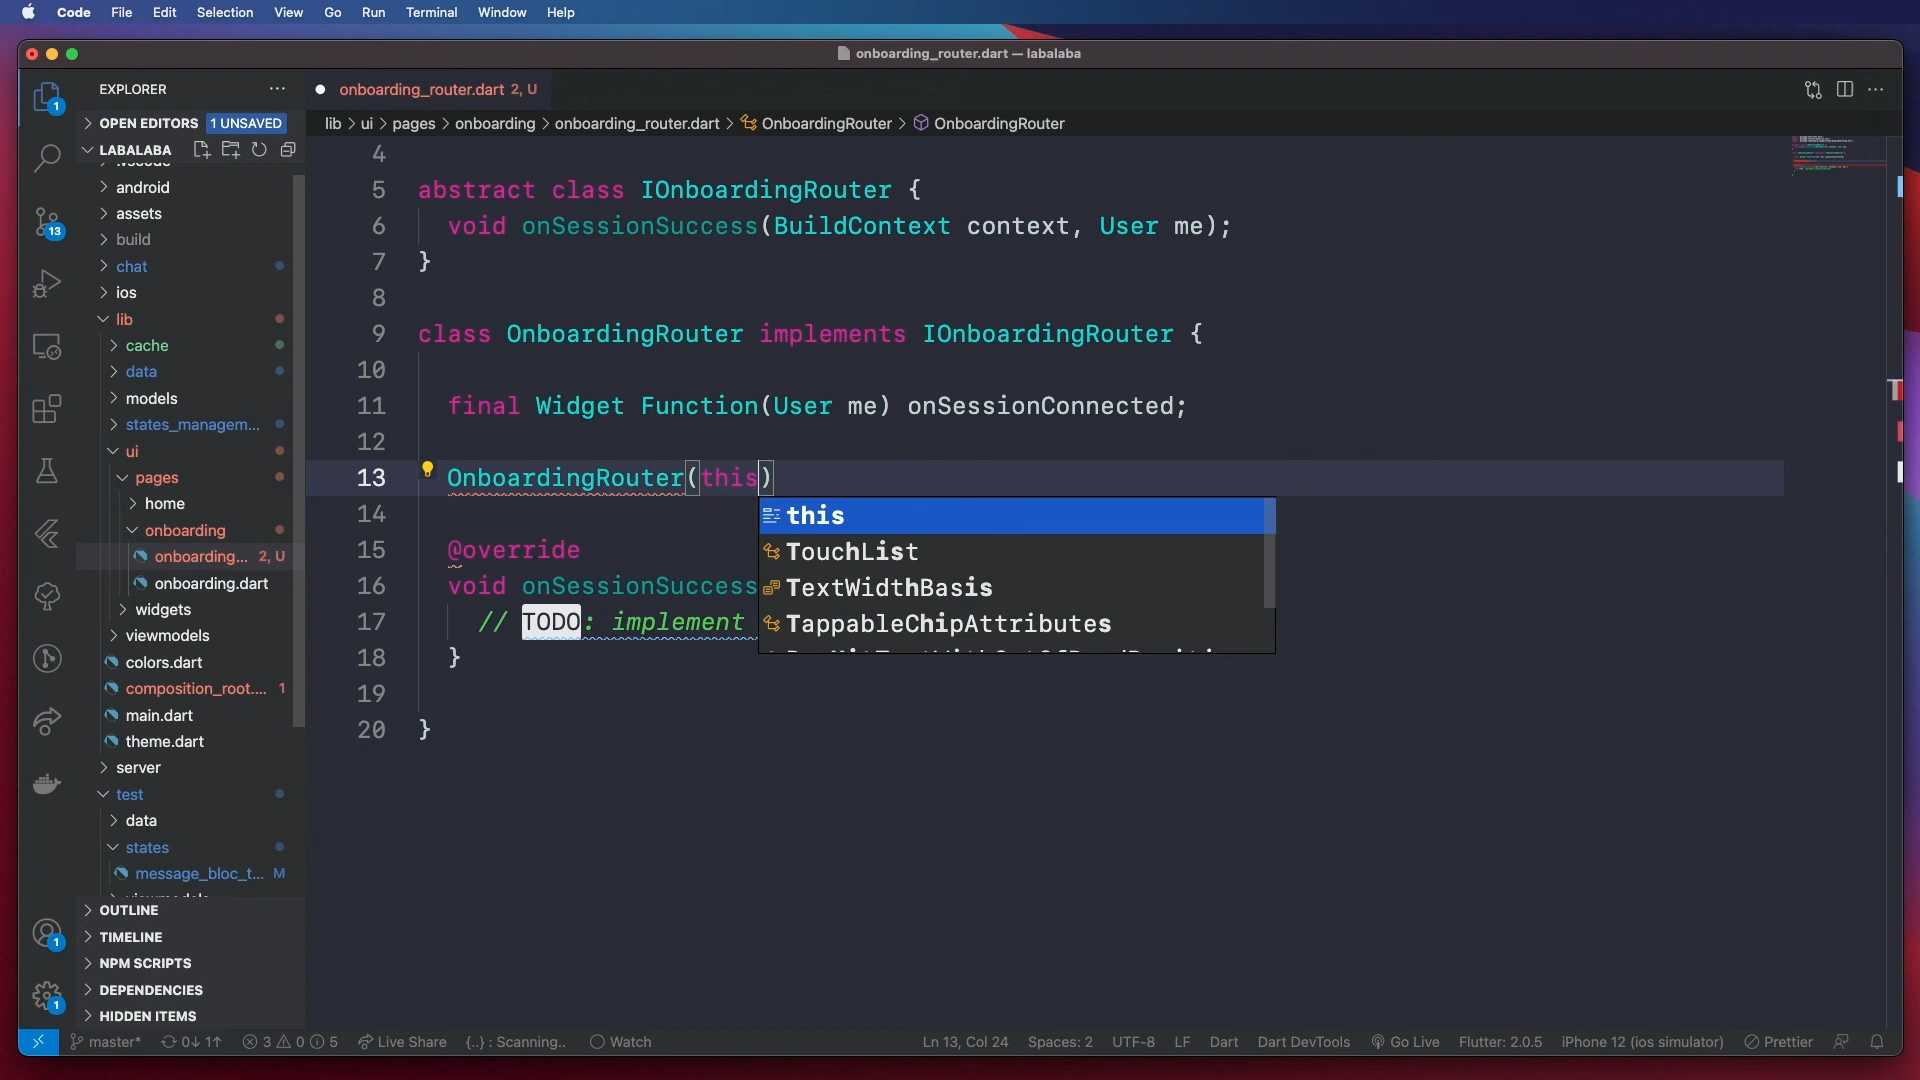 Code File Edit Selection View Go Run Terminal Window Help
onboarding_router.dart — labalaba
EXPLORER
onboarding_router.dart 2, U
OPEN EDITORS 1 UNSAVED
lib > ui > pages > onboarding > onboarding_router.dart > OnboardingRouter > OnboardingRouter
LABALABA
.vscode
android
assets
build
chat
ios
lib
cache
data
models
states_managem...
ui
pages
home
onboarding
onboarding... 2, U
onboarding.dart
widgets
viewmodels
colors.dart
composition_root.... 1
main.dart
theme.dart
server
test
data
states
message_bloc_t... M
viewmodels
OUTLINE
TIMELINE
NPM SCRIPTS
DEPENDENCIES
HIDDEN ITEMS
1
13
1
1
4
5 abstract class IOnboardingRouter {
6 void onSessionSuccess(BuildContext context, User me);
7 }
8
9 class OnboardingRouter implements IOnboardingRouter {
10
11 final Widget Function(User me) onSessionConnected;
12
13 OnboardingRouter(this)
14
15 @override
16 void onSessionSuccess
17 // TODO: implement
18 }
19
20 }
this
TouchList
TextWidthBasis
TappableChipAttributes
master* 0↓ 1↑ 3 0 5 Live Share {..} : Scanning.. Watch Ln 13, Col 24 Spaces: 2 UTF-8 LF Dart Dart DevTools Go Live Flutter: 2.0.5 iPhone 12 (ios simulator) Prettier